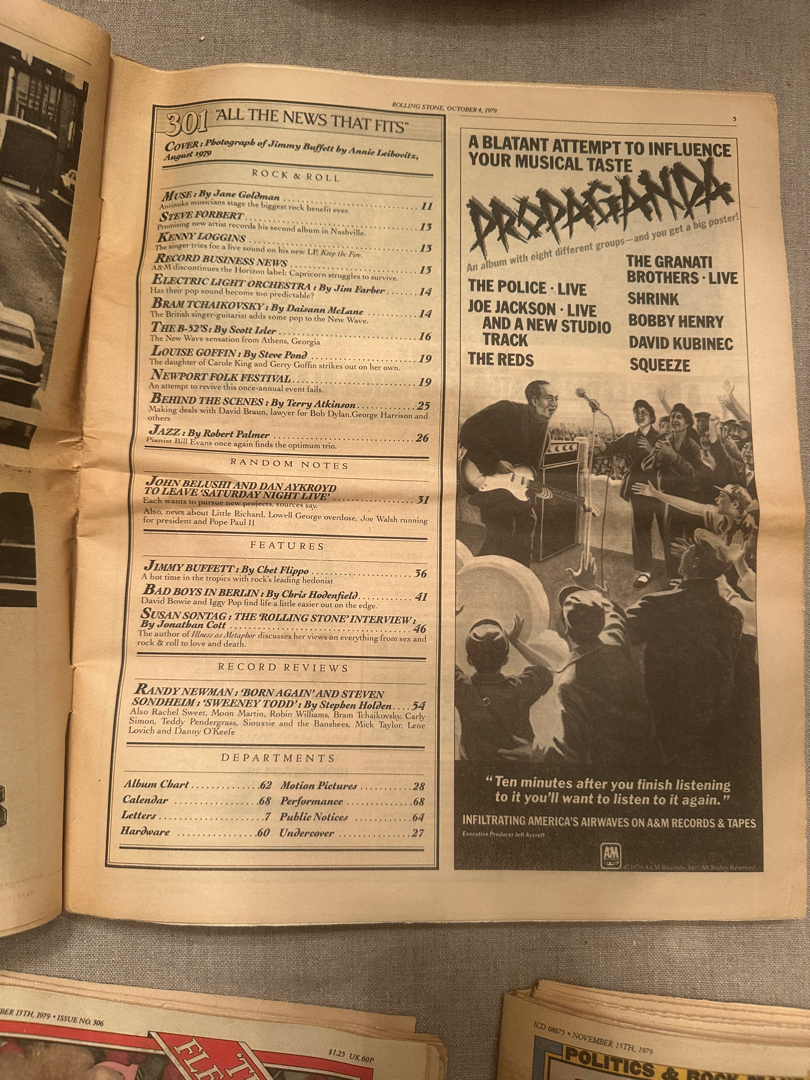 ROLLING STONE, OCTOBER 4, 1979
5
301 "ALL THE NEWS THAT FITS"
COVER: Photograph of Jimmy Buffett by Annie Leibovitz,
August 1979
ROCK & ROLL
MUSE: By Jane Goldman 11
Antinuke musicians stage the biggest rock benefit ever.
STEVE FORBERT 13
Promising new artist records his second album in Nashville.
KENNY LOGGINS 13
The singer tries for a live sound on his new LP, Keep the Fire.
RECORD BUSINESS NEWS 13
A&M discontinues the Horizon label; Capricorn struggles to survive.
ELECTRIC LIGHT ORCHESTRA: By Jim Farber 14
Has their pop sound become too predictable?
BRAM TCHAIKOVSKY: By Daisann McLane 14
The British singer-guitarist adds some pop to the New Wave.
THE B-52'S: By Scott Isler 16
The New Wave sensation from Athens, Georgia
LOUISE GOFFIN: By Steve Pond 19
The daughter of Carole King and Gerry Goffin strikes out on her own.
NEWPORT FOLK FESTIVAL 19
An attempt to revive this once-annual event fails.
BEHIND THE SCENES: By Terry Atkinson 25
Making deals with David Braun, lawyer for Bob Dylan, George Harrison and
others
JAZZ: By Robert Palmer 26
Pianist Bill Evans once again finds the optimum trio.
RANDOM NOTES
JOHN BELUSHI AND DAN AYKROYD
TO LEAVE 'SATURDAY NIGHT LIVE' 31
Each wants to pursue new projects, sources say.
Also, news about Little Richard, Lowell George overdose, Joe Walsh running
for president and Pope Paul II
FEATURES
JIMMY BUFFETT: By Chet Flippo 36
A hot time in the tropics with rock's leading hedonist
BAD BOYS IN BERLIN: By Chris Hodenfield 41
David Bowie and Iggy Pop find life a little easier out on the edge.
SUSAN SONTAG: THE 'ROLLING STONE' INTERVIEW:
By Jonathan Cott 46
The author of Illness as Metaphor discusses her views on everything from sex and
rock & roll to love and death.
RECORD REVIEWS
RANDY NEWMAN: 'BORN AGAIN' AND STEVEN
SONDHEIM: 'SWEENEY TODD': By Stephen Holden 54
Also Rachel Sweet, Moon Martin, Robin Williams, Bram Tchaikovsky, Carly
Simon, Teddy Pendergrass, Siouxsie and the Banshees, Mick Taylor, Lene
Lovich and Danny O'Keefe
DEPARTMENTS
Album Chart 62 Motion Pictures 28
Calendar 68 Performance 68
Letters 7 Public Notices 64
Hardware 60 Undercover 27
A BLATANT ATTEMPT TO INFLUENCE
YOUR MUSICAL TASTE
PROPAGANDA
An album with eight different groups—and you get a big poster!
THE POLICE · LIVE
JOE JACKSON · LIVE
AND A NEW STUDIO
TRACK
THE REDS
THE GRANATI
BROTHERS · LIVE
SHRINK
BOBBY HENRY
DAVID KUBINEC
SQUEEZE
"Ten minutes after you finish listening
to it you'll want to listen to it again."
INFILTRATING AMERICA'S AIRWAVES ON A&M RECORDS & TAPES
Executive Producer Jeff Ayeroff
A&M
© 1979 A&M Records, Inc. All Rights Reserved
BER 13TH, 1979 • ISSUE NO. 306
$1.25 UK 60P
ICD 08675 • NOVEMBER 15TH, 1979
POLITICS & ROCK